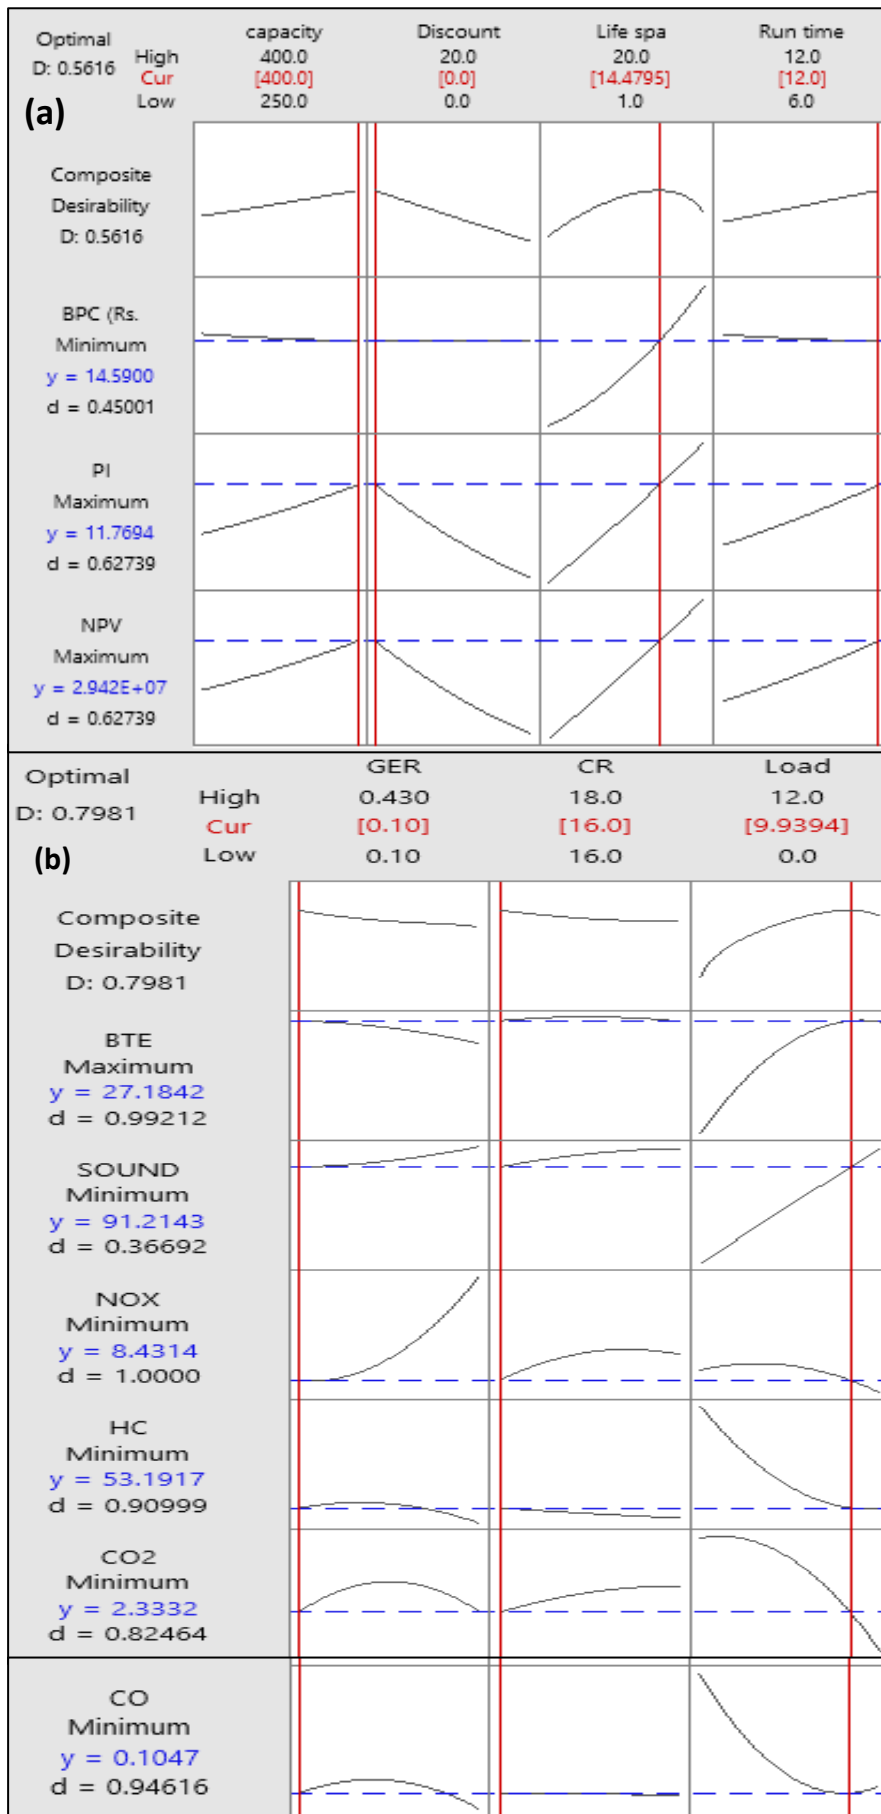 Optimal
D: 0.5616
High
Cur
Low
capacity
400.0
[400.0]
250.0
Discount
20.0
[0.0]
0.0
Life spa
20.0
[14.4795]
1.0
Run time
12.0
[12.0]
6.0
(a)
Composite
Desirability
D: 0.5616
BPC (Rs.
Minimum
y = 14.5900
d = 0.45001
PI
Maximum
y = 11.7694
d = 0.62739
NPV
Maximum
y = 2.942E+07
d = 0.62739
Optimal
D: 0.7981
High
Cur
Low
GER
0.430
[0.10]
0.10
CR
18.0
[16.0]
16.0
Load
12.0
[9.9394]
0.0
(b)
Composite
Desirability
D: 0.7981
BTE
Maximum
y = 27.1842
d = 0.99212
SOUND
Minimum
y = 91.2143
d = 0.36692
NOX
Minimum
y = 8.4314
d = 1.0000
HC
Minimum
y = 53.1917
d = 0.90999
CO2
Minimum
y = 2.3332
d = 0.82464
CO
Minimum
y = 0.1047
d = 0.94616